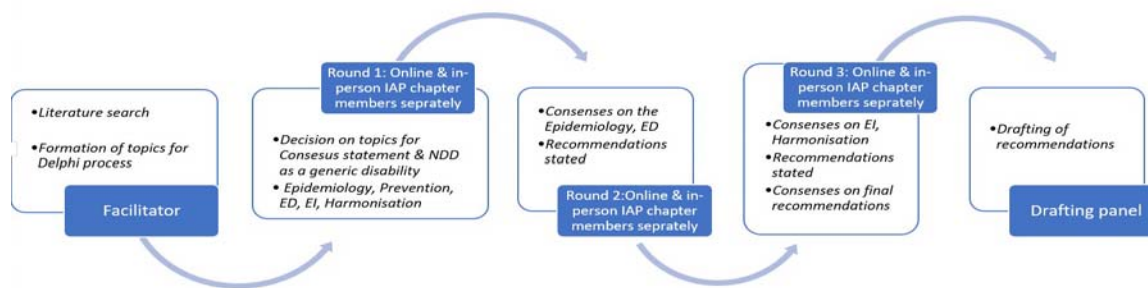 •Literature search
•Formation of topics for
Delphi process
Facilitator
Round 1: Online & in-
person IAP chapter
members seprately
•Decision on topics for
Consesus statement & NDD
as a generic disability
•Epidemiology, Prevention,
ED, EI, Harmonisation
•Consenses on the
Epidemiology, ED
•Recommendations
stated
Round 2:Online & in-
person IAP chapter
members seprately
Round 3: Online & in-
person IAP chapter
members seprately
•Consenses on EI,
Harmonisation
•Recommendations
stated
•Consenses on final
recommendations
•Drafting of
recommendations
Drafting panel